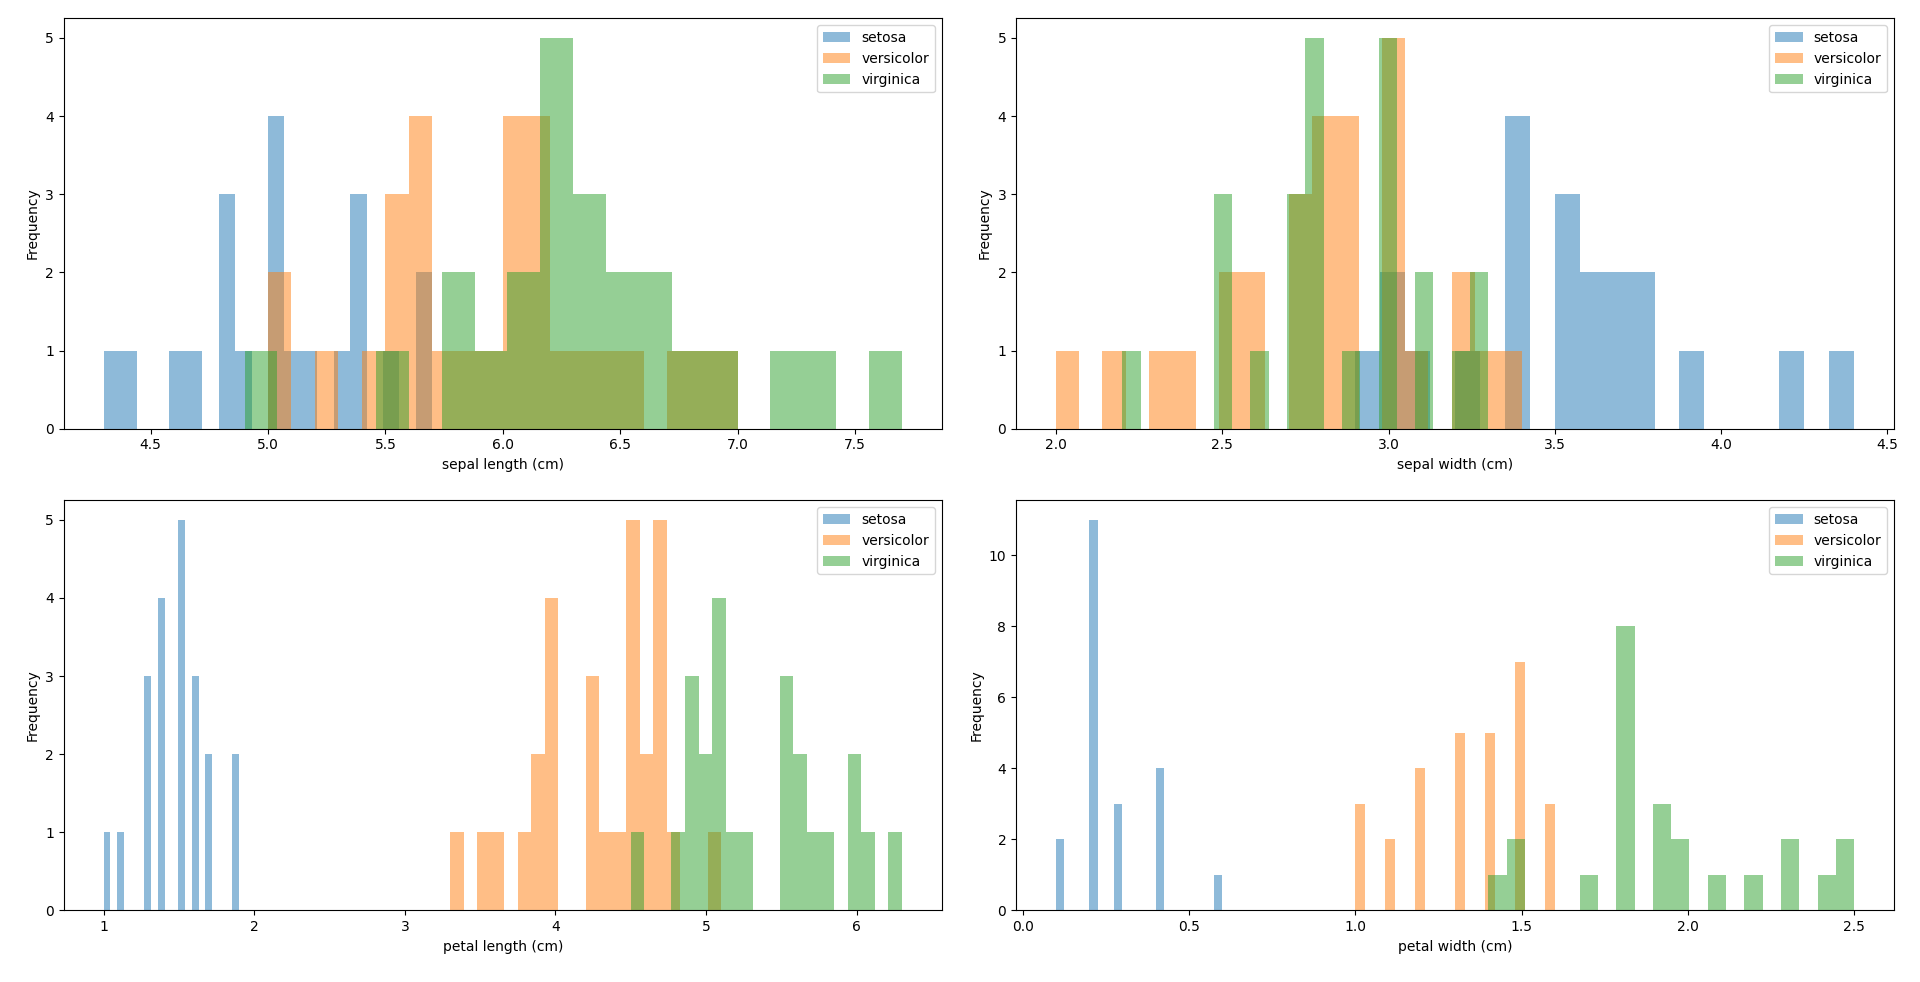 setosa
versicolor
virginica
Frequency
5
4
3
2
1
0
4.5 5.0 5.5 6.0 6.5 7.0 7.5
sepal length (cm)
setosa
versicolor
virginica
Frequency
5
4
3
2
1
0
2.0 2.5 3.0 3.5 4.0 4.5
sepal width (cm)
setosa
versicolor
virginica
Frequency
5
4
3
2
1
0
1 2 3 4 5 6
petal length (cm)
setosa
versicolor
virginica
Frequency
10
8
6
4
2
0
0.0 0.5 1.0 1.5 2.0 2.5
petal width (cm)